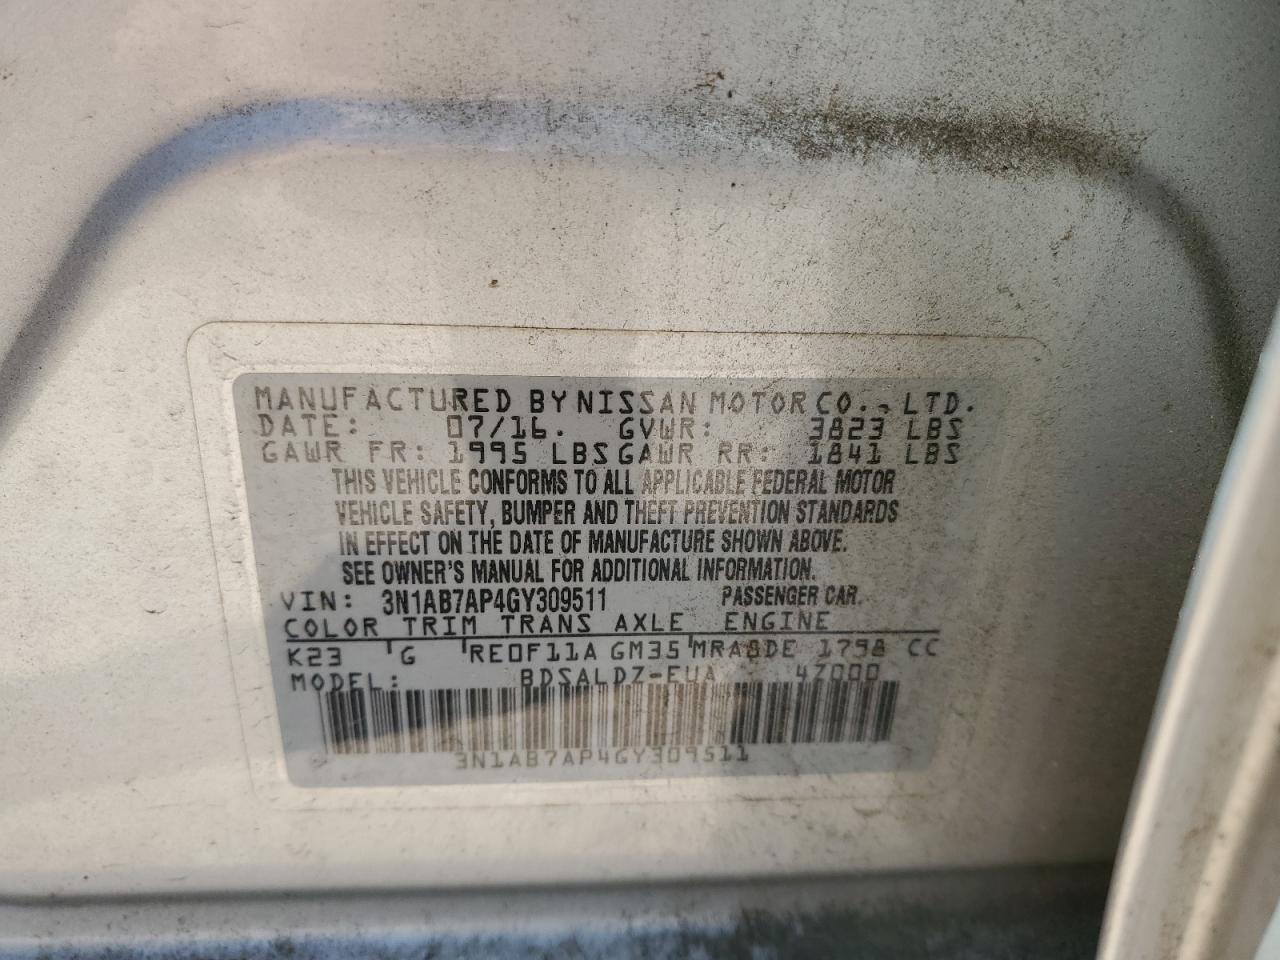 MANUFACTURED BY NISSAN MOTOR CO., LTD.
DATE: 07/16. GVWR: 3823 LBS
GAWR FR: 1995 LBS GAWR RR: 1841 LBS
THIS VEHICLE CONFORMS TO ALL APPLICABLE FEDERAL MOTOR
VEHICLE SAFETY, BUMPER AND THEFT PREVENTION STANDARDS
IN EFFECT ON THE DATE OF MANUFACTURE SHOWN ABOVE.
SEE OWNER'S MANUAL FOR ADDITIONAL INFORMATION.
VIN: 3N1AB7AP4GY309511 PASSENGER CAR.
COLOR TRIM TRANS AXLE ENGINE
K23 G RE0F11A GM35 MRA8DE 1798 CC
MODEL: BDSALDZ-EUA 47000
3N1AB7AP4GY309511